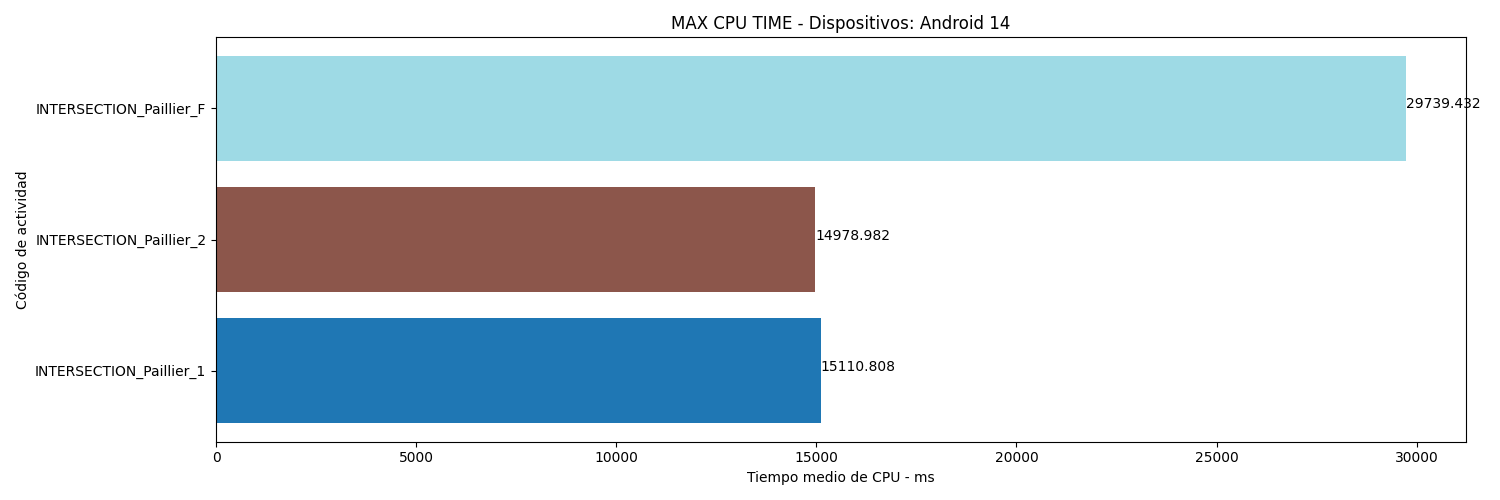 MAX CPU TIME - Dispositivos: Android 14
Código de actividad
INTERSECTION_Paillier_F
29739.432
INTERSECTION_Paillier_2
14978.982
INTERSECTION_Paillier_1
15110.808
0 5000 10000 15000 20000 25000 30000
Tiempo medio de CPU - ms